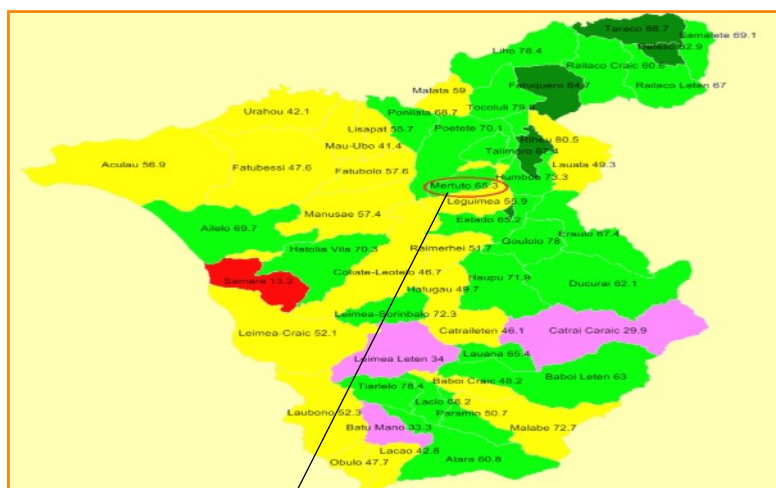 Taraco 88.7
Samalete 69.1
Liho 78.4
Railaco Craic 60.6
Fatuquero 84.7
Railaco Leten 67
Matata 59
Tocoluli 79.4
Urahou 42.1
Ponilala 68.7
Lisapat 55.7
Poetete 70.1
Mau-Ubo 41.4
Talimoro 67.4
Lauala 49.3
Aculau 56.9
Fatubessi 47.6
Fatubolo 57.6
Humboe 73.3
Mertuto 65.3
Leguimea 55.9
Manusae 57.4
Estado 65.2
Ailelo 69.7
Eraulo 67.4
Goulolo 78
Hatolia Vila 70.3
Raimerhei 51.7
Samara 13.2
Coliate-Leotelo 46.7
Haupu 71.9
Ducurai 62.1
Hatugau 49.7
Leimea-Sorinbalo 72.3
Leimea-Craic 52.1
Catraileten 46.1
Catrai Caraic 29.9
Leimea Leten 34
Lauana 65.4
Baboi Leten 63
Tiarlelo 78.4
Baboi Craic 46.2
Laclo 68.2
Laubono 52.3
Paramin 50.7
Batu Mano 33.3
Malabe 72.7
Lacao 42.8
Obulo 47.7
Atara 60.8